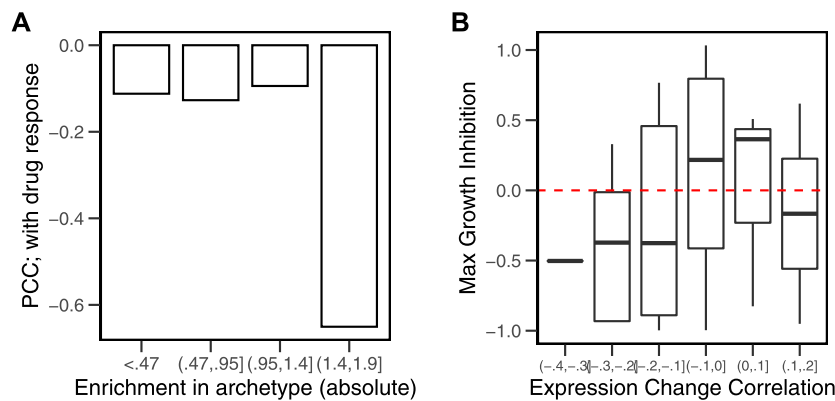 A
B
PCC; with drug response
0.0
−0.2
−0.4
−0.6
<.47 (.47,.95] (.95,1.4] (1.4,1.9]
Enrichment in archetype (absolute)
Max Growth Inhibition
1.0
0.5
0.0
−0.5
−1.0
(−.4,−.3] (−.3,−.2] (−.2,−.1] (−.1,0] (0,.1] (.1,.2]
Expression Change Correlation